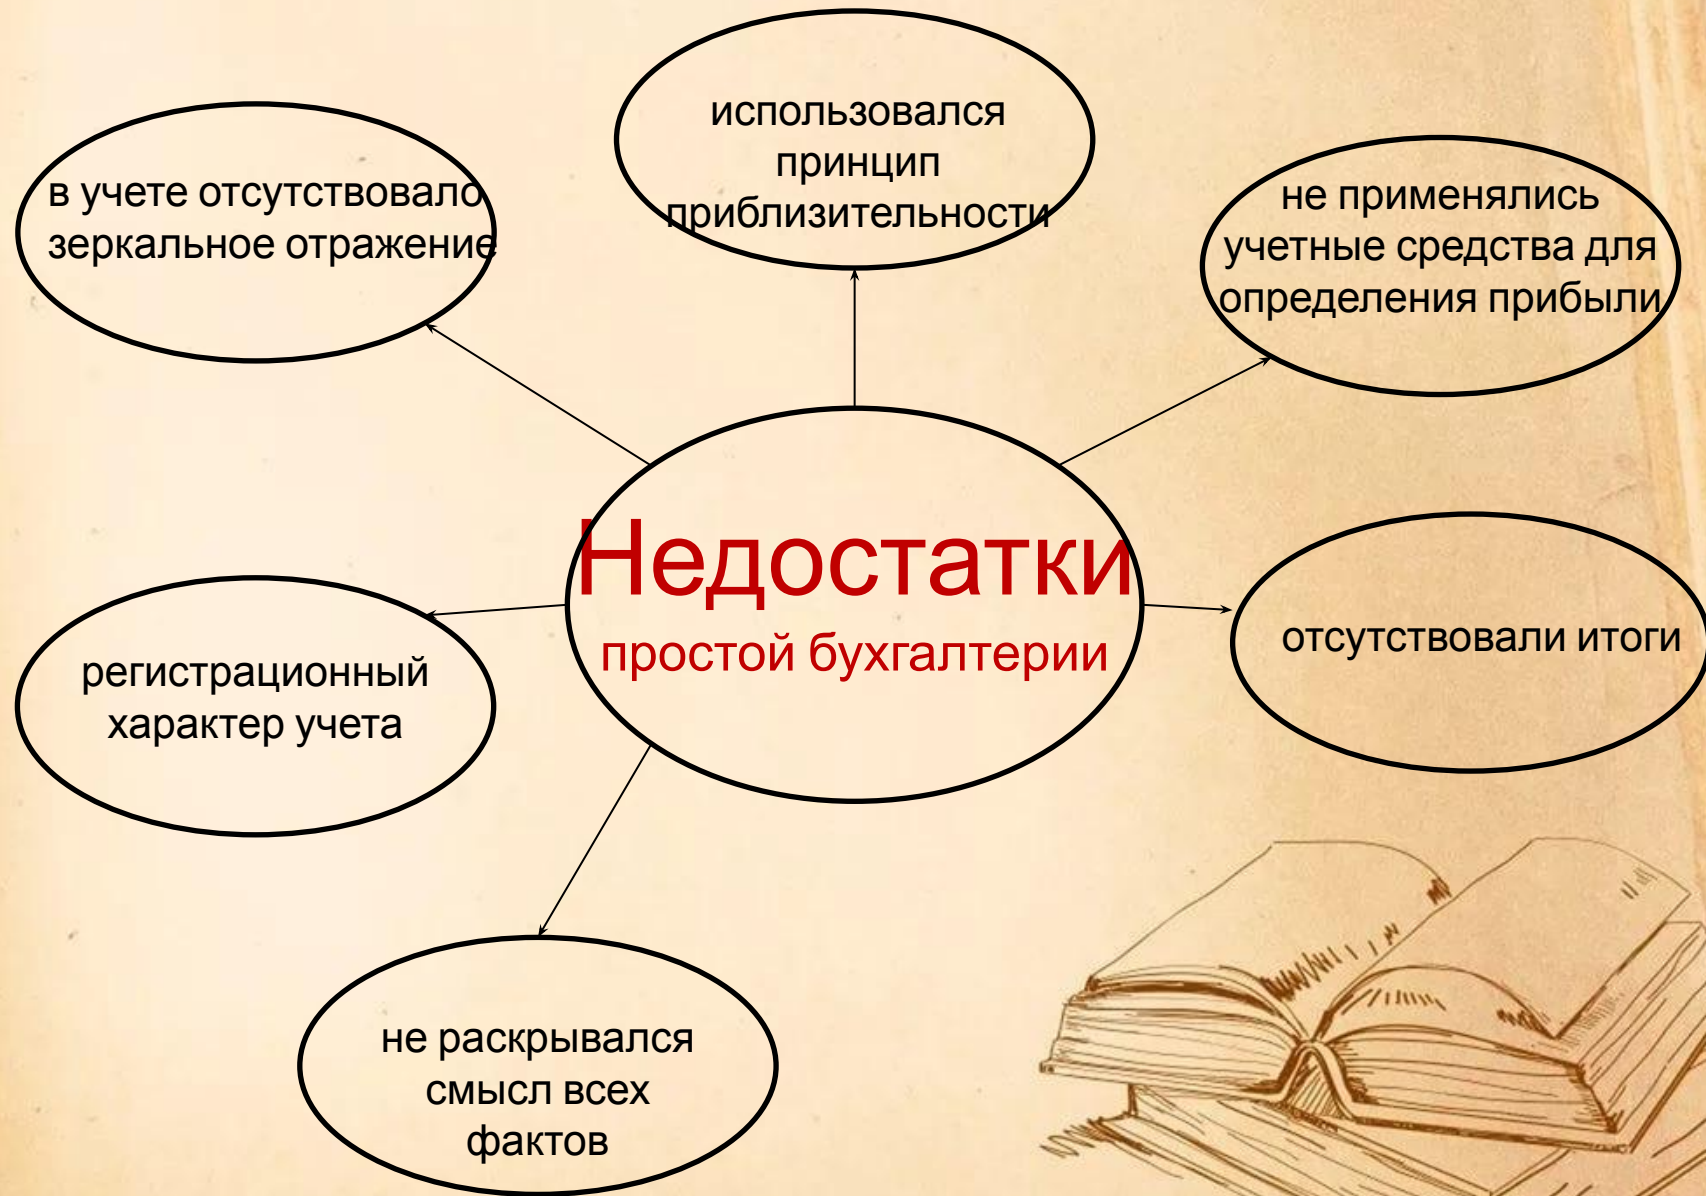 использовался
принцип
приблизительности
в учете отсутствовало
зеркальное отражение
не применялись
учетные средства для
определения прибыли
Недостатки
простой бухгалтерии
отсутствовали итоги
регистрационный
характер учета
не раскрывался
смысл всех
фактов